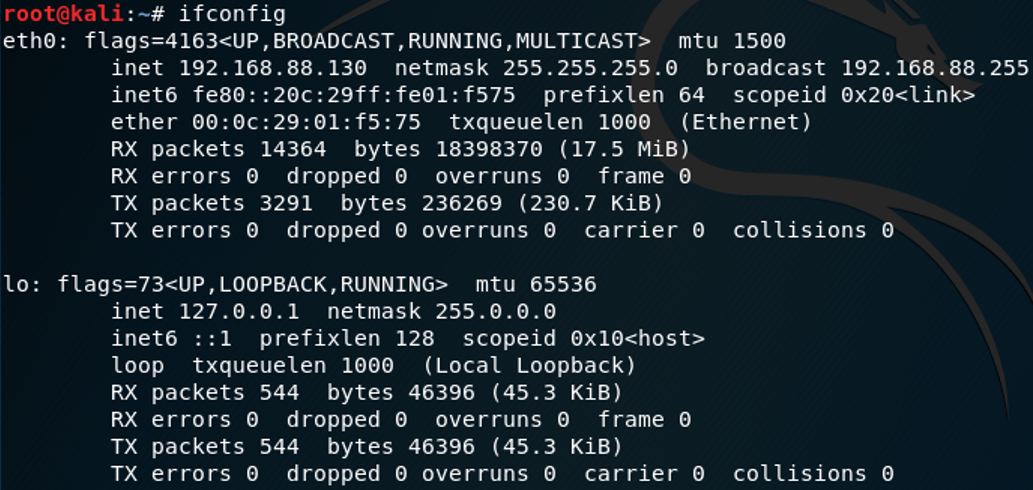 root@kali:~# ifconfig
eth0: flags=4163<UP,BROADCAST,RUNNING,MULTICAST>  mtu 1500
        inet 192.168.88.130  netmask 255.255.255.0  broadcast 192.168.88.255
        inet6 fe80::20c:29ff:fe01:f575  prefixlen 64  scopeid 0x20<link>
        ether 00:0c:29:01:f5:75  txqueuelen 1000  (Ethernet)
        RX packets 14364  bytes 18398370 (17.5 MiB)
        RX errors 0  dropped 0  overruns 0  frame 0
        TX packets 3291  bytes 236269 (230.7 KiB)
        TX errors 0  dropped 0 overruns 0  carrier 0  collisions 0

lo: flags=73<UP,LOOPBACK,RUNNING>  mtu 65536
        inet 127.0.0.1  netmask 255.0.0.0
        inet6 ::1  prefixlen 128  scopeid 0x10<host>
        loop  txqueuelen 1000  (Local Loopback)
        RX packets 544  bytes 46396 (45.3 KiB)
        RX errors 0  dropped 0  overruns 0  frame 0
        TX packets 544  bytes 46396 (45.3 KiB)
        TX errors 0  dropped 0 overruns 0  carrier 0  collisions 0